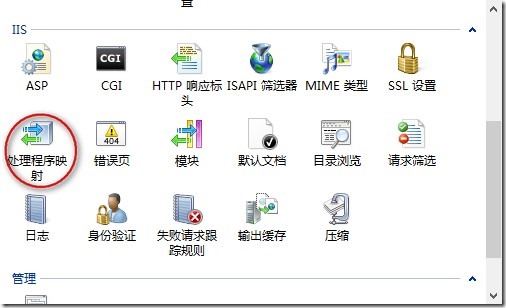 置
IIS
ASP
CGI
HTTP 响应标
头
ISAPI 筛选器
MIME 类型
SSL 设置
处理程序映
射
404
错误页
模块
默认文档
目录浏览
请求筛选
日志
身份验证
失败请求跟
踪规则
输出缓存
压缩
管理